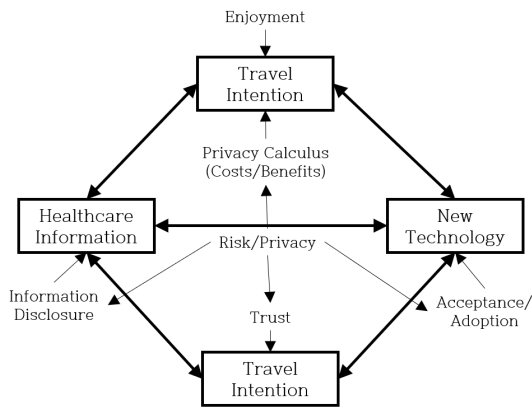 Enjoyment
Travel
Intention
Privacy Calculus
(Costs/Benefits)
Healthcare
Information
New
Technology
Risk/Privacy
Information
Disclosure
Acceptance/
Adoption
Trust
Travel
Intention